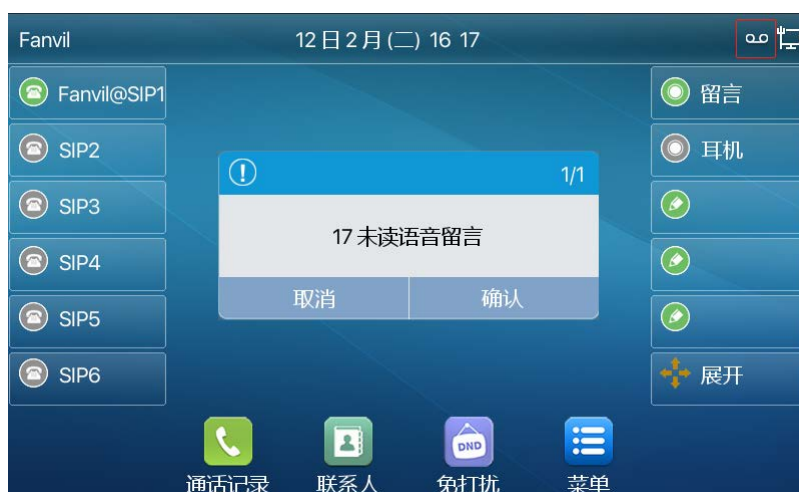 Fanvil
12日2月(二) 16 17
Fanvil@SIP1
SIP2
SIP3
SIP4
SIP5
SIP6
1/1
17 未读语音留言
取消
确认
留言
耳机
展开
通话记录
联系人
DND
免打扰
菜单